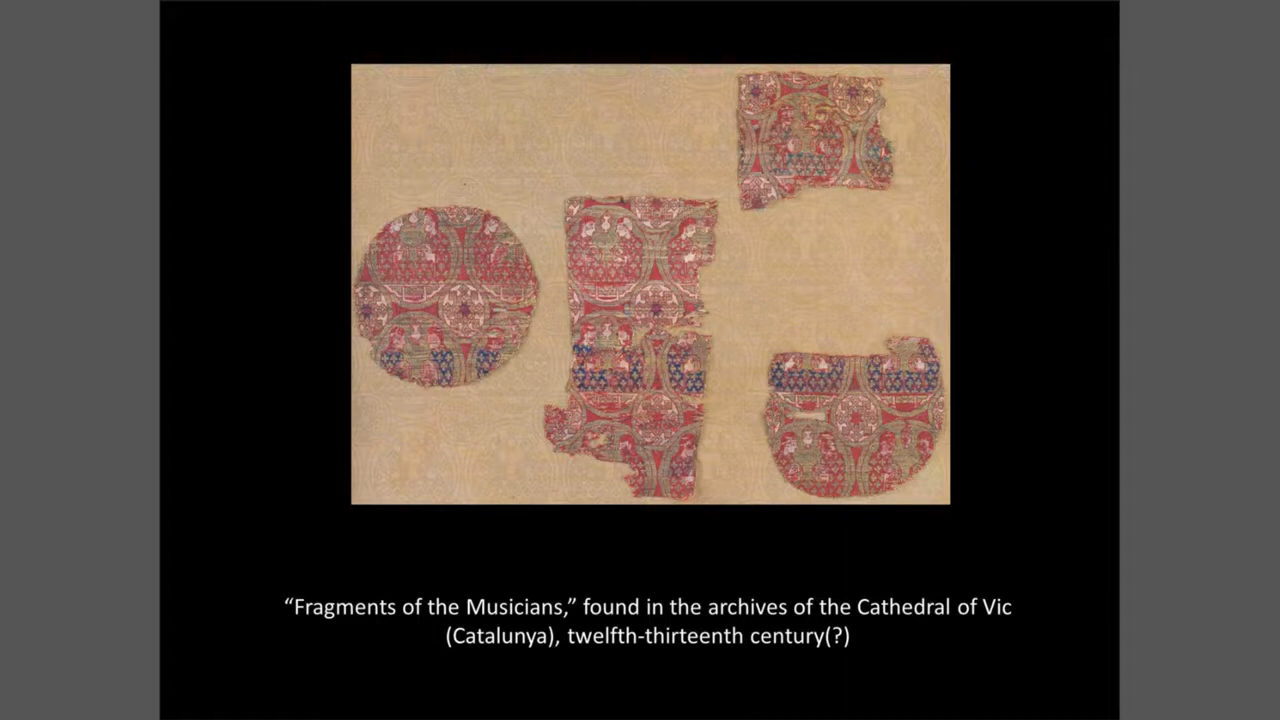 “Fragments of the Musicians,” found in the archives of the Cathedral of Vic
(Catalunya), twelfth-thirteenth century(?)